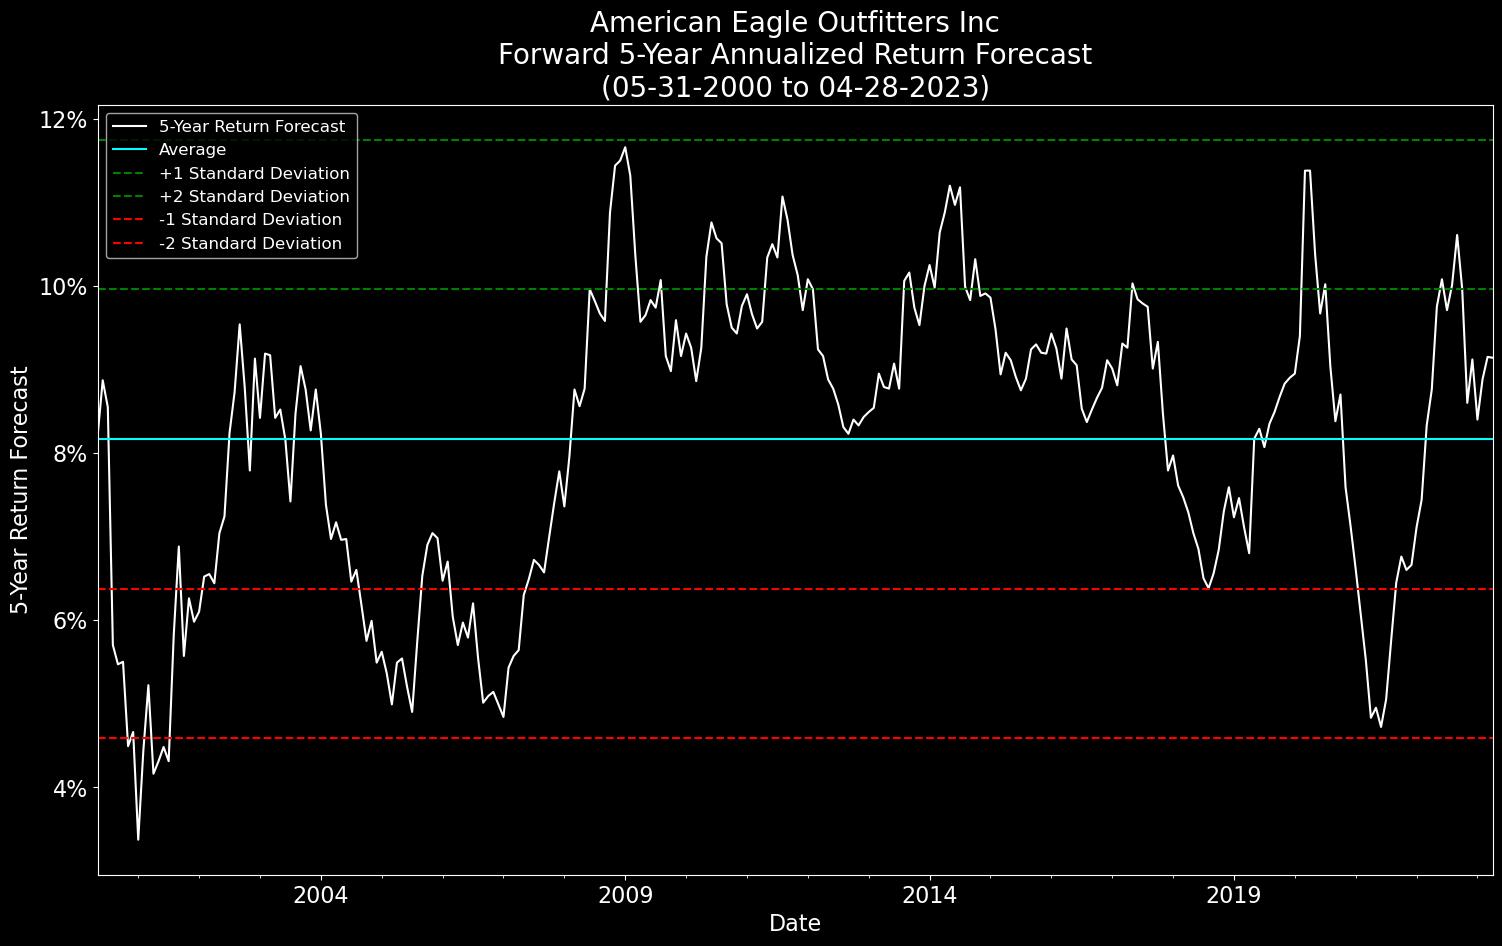 American Eagle Outfitters Inc
Forward 5-Year Annualized Return Forecast
(05-31-2000 to 04-28-2023)
12%
10%
8%
6%
4%
5-Year Return Forecast
5-Year Return Forecast
Average
+1 Standard Deviation
+2 Standard Deviation
-1 Standard Deviation
-2 Standard Deviation
2004
2009
2014
2019
Date